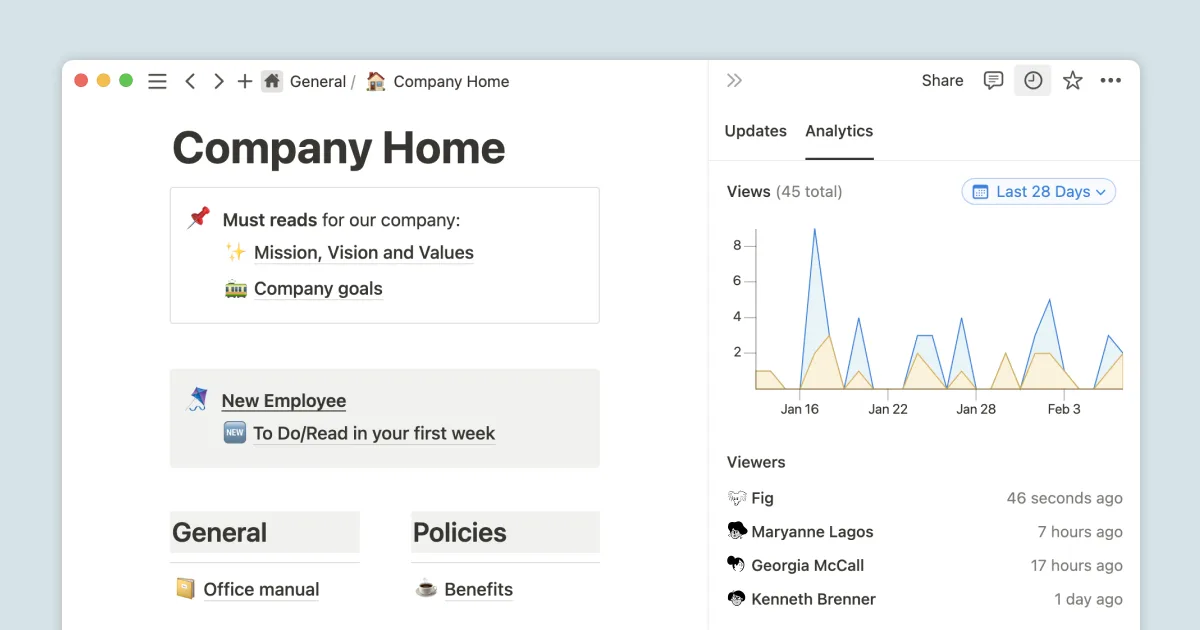 General / Company Home
Company Home
Must reads for our company:
Mission, Vision and Values
Company goals
New Employee
NEW To Do/Read in your first week
General
Office manual
Policies
Benefits
Share
Updates Analytics
Views (45 total) Last 28 Days
8
6
4
2
Jan 16 Jan 22 Jan 28 Feb 3
Viewers
Fig 46 seconds ago
Maryanne Lagos 7 hours ago
Georgia McCall 17 hours ago
Kenneth Brenner 1 day ago